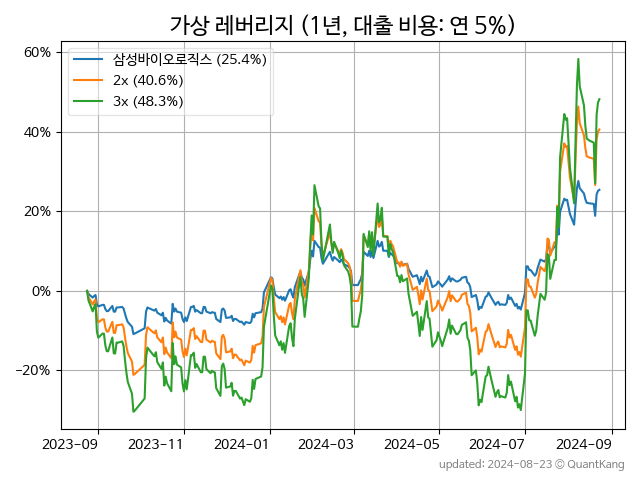 가상 레버리지 (1년, 대출 비용: 연 5%)
삼성바이오로직스 (25.4%)
2x (40.6%)
3x (48.3%)
60%
40%
20%
0%
−20%
2023-09
2023-11
2024-01
2024-03
2024-05
2024-07
2024-09
updated: 2024-08-23 © QuantKang